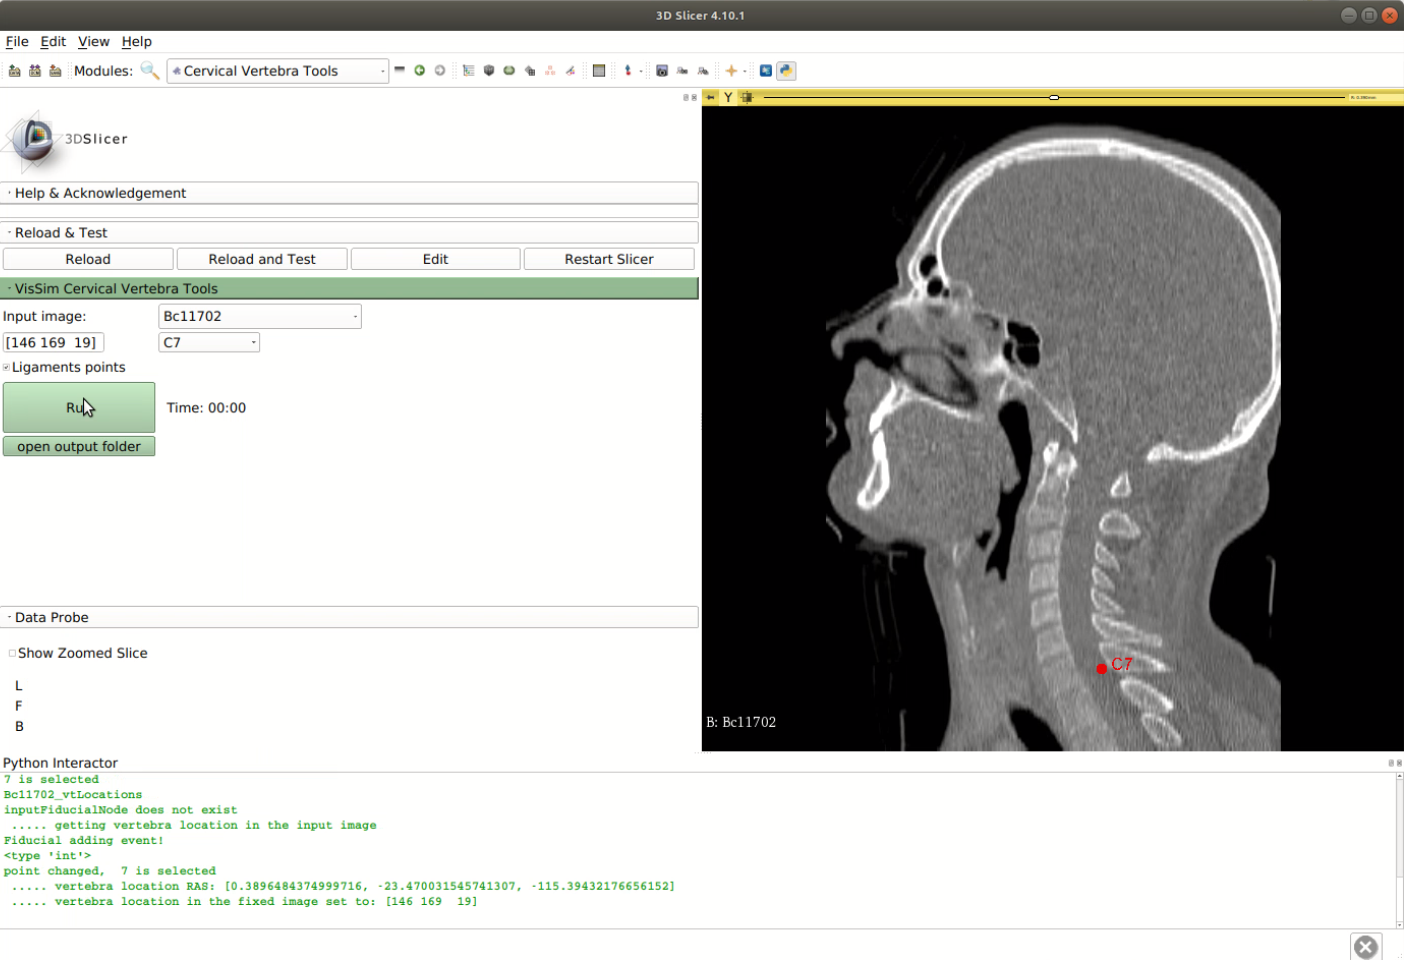 3D Slicer 4.10.1
File Edit View Help
Modules: Cervical Vertebra Tools
Y
3DSlicer
Help & Acknowledgement
Reload & Test
Reload Reload and Test Edit Restart Slicer
VisSim Cervical Vertebra Tools
Input image: Bc11702
[146 169  19] C7
Ligaments points
Time: 00:00
open output folder
C7
B: Bc11702
Data Probe
Show Zoomed Slice
L
F
B
Python Interactor
7 is selected
Bc11702_vtLocations
inputFiducialNode does not exist
..... getting vertebra location in the input image
Fiducial adding event!
<type 'int'>
point changed,  7 is selected
..... vertebra location RAS: [0.3896484374999716, -23.470031545741307, -115.39432176656152]
..... vertebra location in the fixed image set to: [146 169  19]